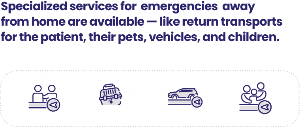 Specialized services for emergencies away
from home are available — like return transports
for the patient, their pets, vehicles, and children.